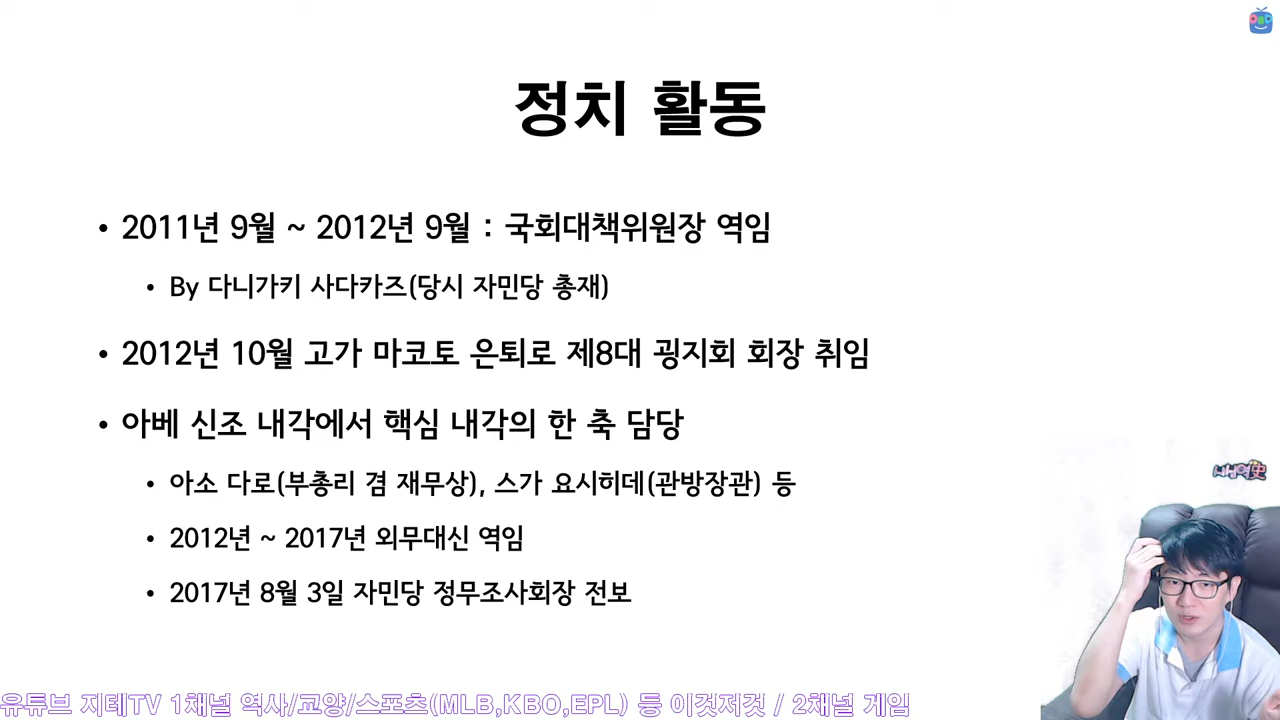 정치 활동
• 2011년 9월 ~ 2012년 9월 : 국회대책위원장 역임
• By 다니가키 사다카즈(당시 자민당 총재)
• 2012년 10월 고가 마코토 은퇴로 제8대 굉지회 회장 취임
• 아베 신조 내각에서 핵심 내각의 한 축 담당
• 아소 다로(부총리 겸 재무상), 스가 요시히데(관방장관) 등
• 2012년 ~ 2017년 외무대신 역임
• 2017년 8월 3일 자민당 정무조사회장 전보
유튜브 지테TV 1채널 역사/교양/스포츠(MLB,KBO,EPL) 등 이것저것 / 2채널 게임